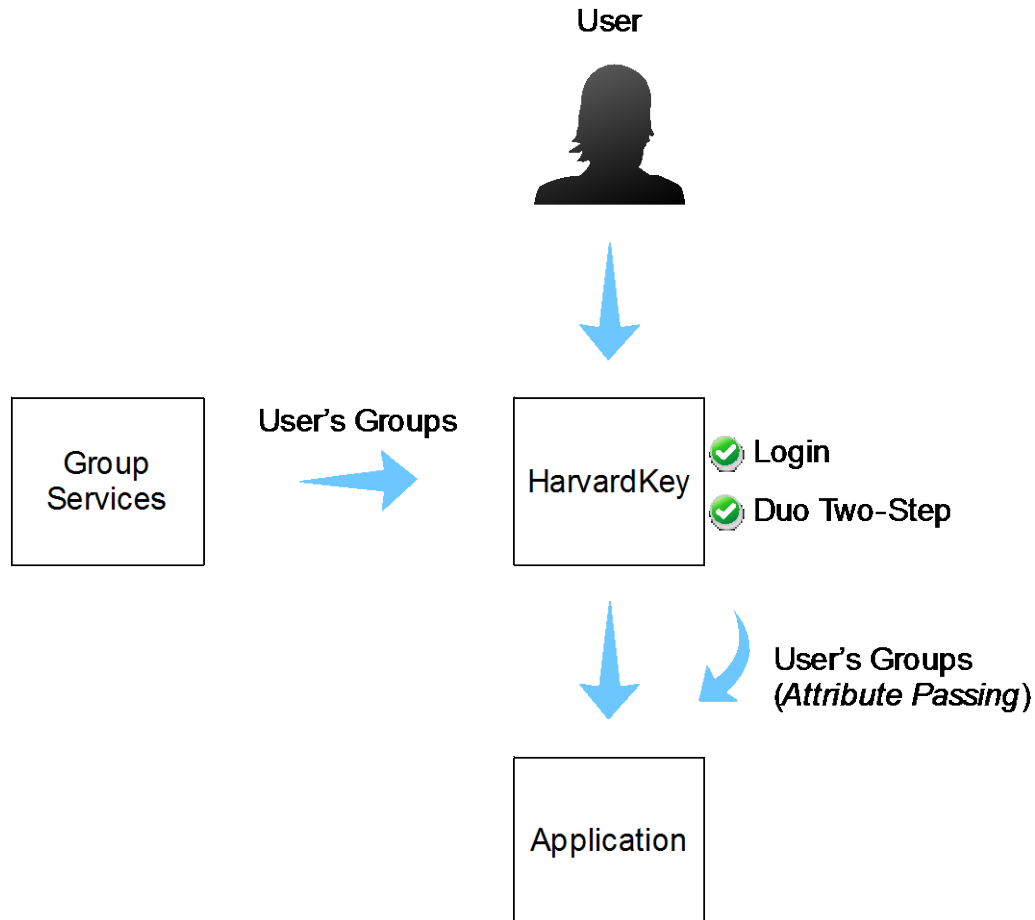 User
User's Groups
Group
Services
HarvardKey
Login
Duo Two-Step
User's Groups
(Attribute Passing)
Application